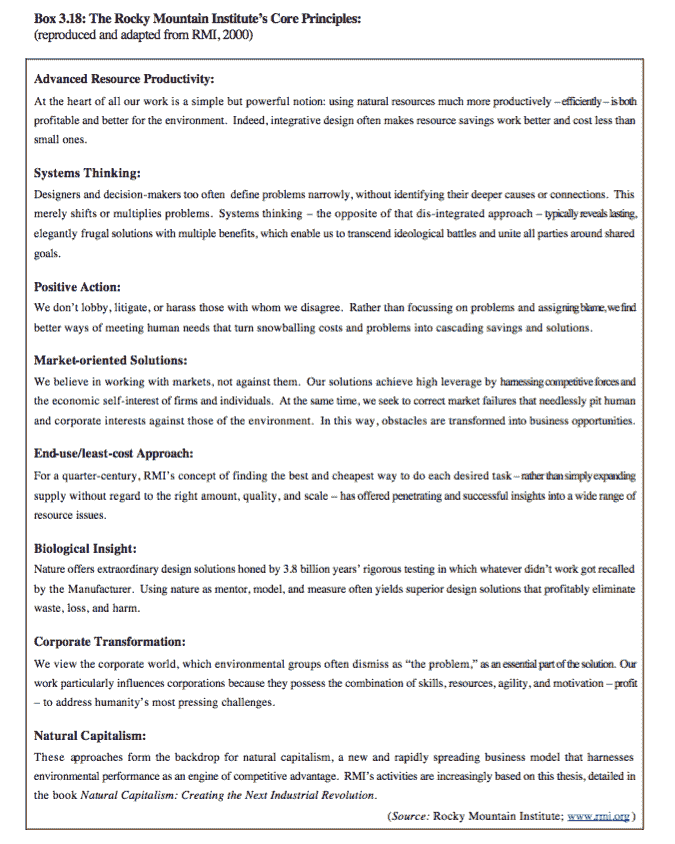 Box 3.18: The Rocky Mountain Institute's Core Principles:
(reproduced and adapted from RMI, 2000)
Advanced Resource Productivity:
At the heart of all our work is a simple but powerful notion: using natural resources much more productively – efficiently – is both
profitable and better for the environment. Indeed, integrative design often makes resource savings work better and cost less than
small ones.
Systems Thinking:
Designers and decision-makers too often define problems narrowly, without identifying their deeper causes or connections. This
merely shifts or multiplies problems. Systems thinking – the opposite of that dis-integrated approach – typically reveals lasting,
elegantly frugal solutions with multiple benefits, which enable us to transcend ideological battles and unite all parties around shared
goals.
Positive Action:
We don't lobby, litigate, or harass those with whom we disagree. Rather than focussing on problems and assigning blame, we find
better ways of meeting human needs that turn snowballing costs and problems into cascading savings and solutions.
Market-oriented Solutions:
We believe in working with markets, not against them. Our solutions achieve high leverage by harnessing competitive forces and
the economic self-interest of firms and individuals. At the same time, we seek to correct market failures that needlessly pit human
and corporate interests against those of the environment. In this way, obstacles are transformed into business opportunities.
End-use/least-cost Approach:
For a quarter-century, RMI's concept of finding the best and cheapest way to do each desired task – rather than simply expanding
supply without regard to the right amount, quality, and scale – has offered penetrating and successful insights into a wide range of
resource issues.
Biological Insight:
Nature offers extraordinary design solutions honed by 3.8 billion years' rigorous testing in which whatever didn't work got recalled
by the Manufacturer. Using nature as mentor, model, and measure often yields superior design solutions that profitably eliminate
waste, loss, and harm.
Corporate Transformation:
We view the corporate world, which environmental groups often dismiss as "the problem," as an essential part of the solution. Our
work particularly influences corporations because they possess the combination of skills, resources, agility, and motivation – profit
– to address humanity's most pressing challenges.
Natural Capitalism:
These approaches form the backdrop for natural capitalism, a new and rapidly spreading business model that harnesses
environmental performance as an engine of competitive advantage. RMI's activities are increasingly based on this thesis, detailed in
the book Natural Capitalism: Creating the Next Industrial Revolution.
(Source: Rocky Mountain Institute; www.rmi.org)